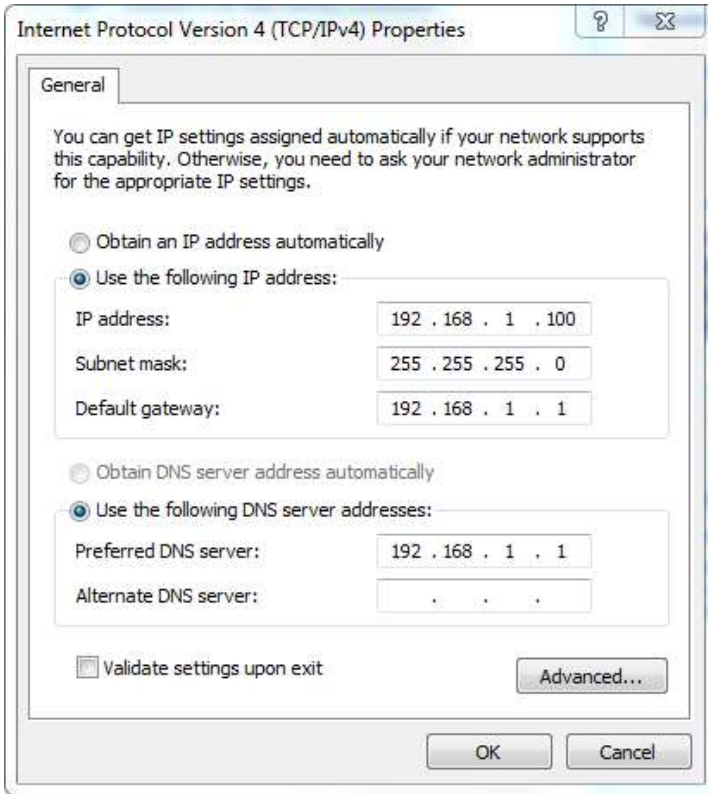 Internet Protocol Version 4 (TCP/IPv4) Properties
General
You can get IP settings assigned automatically if your network supports
this capability. Otherwise, you need to ask your network administrator
for the appropriate IP settings.
Obtain an IP address automatically
Use the following IP address:
IP address: 192 . 168 . 1 . 100
Subnet mask: 255 . 255 . 255 . 0
Default gateway: 192 . 168 . 1 . 1
Obtain DNS server address automatically
Use the following DNS server addresses:
Preferred DNS server: 192 . 168 . 1 . 1
Alternate DNS server: . . .
Validate settings upon exit
Advanced...
OK Cancel